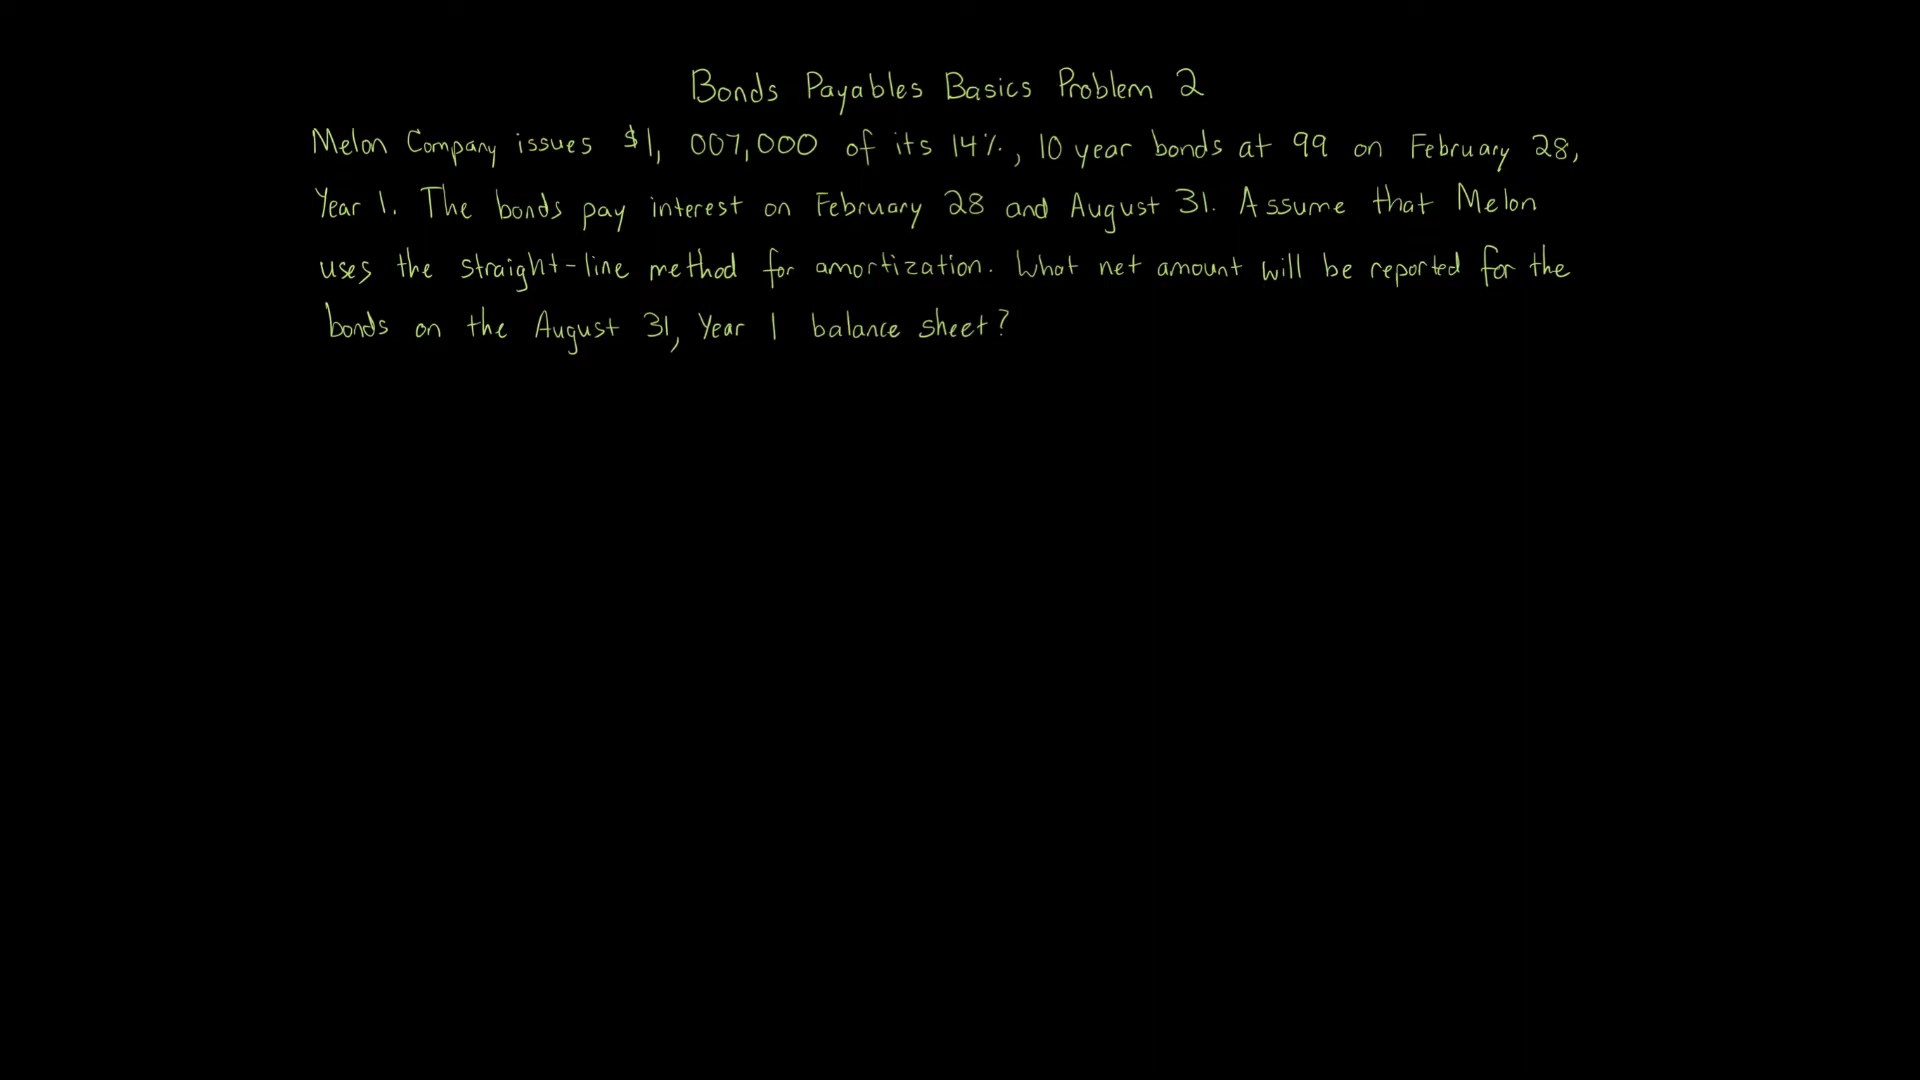 Bonds Payables Basics Problem 2
Melon Company issues $1, 007,000 of its 14%, 10 year bonds at 99 on February 28,
Year 1. The bonds pay interest on February 28 and August 31. Assume that Melon
uses the straight-line method for amortization. What net amount will be reported for the
bonds on the August 31, Year 1 balance sheet?